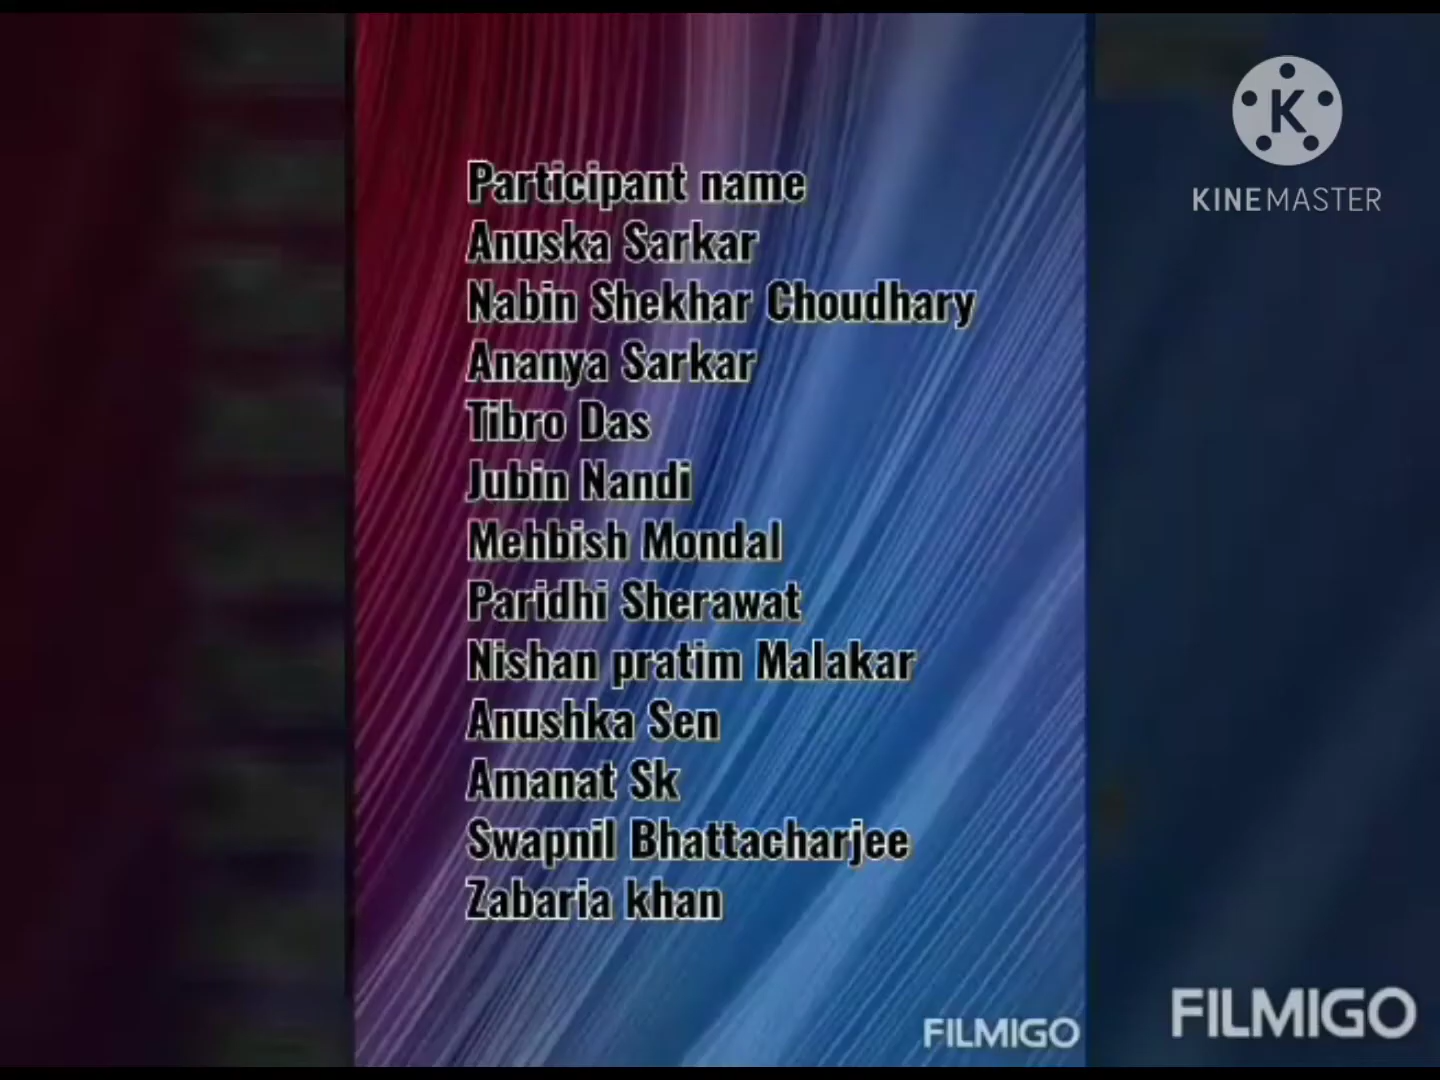 K
KINEMASTER
Participant name
Anuska Sarkar
Nabin Shekhar Choudhary
Ananya Sarkar
Tibro Das
Jubin Nandi
Mehbish Mondal
Paridhi Sherawat
Nishan pratim Malakar
Anushka Sen
Amanat Sk
Swapnil Bhattacharjee
Zabaria khan
FILMIGO
FILMIGO